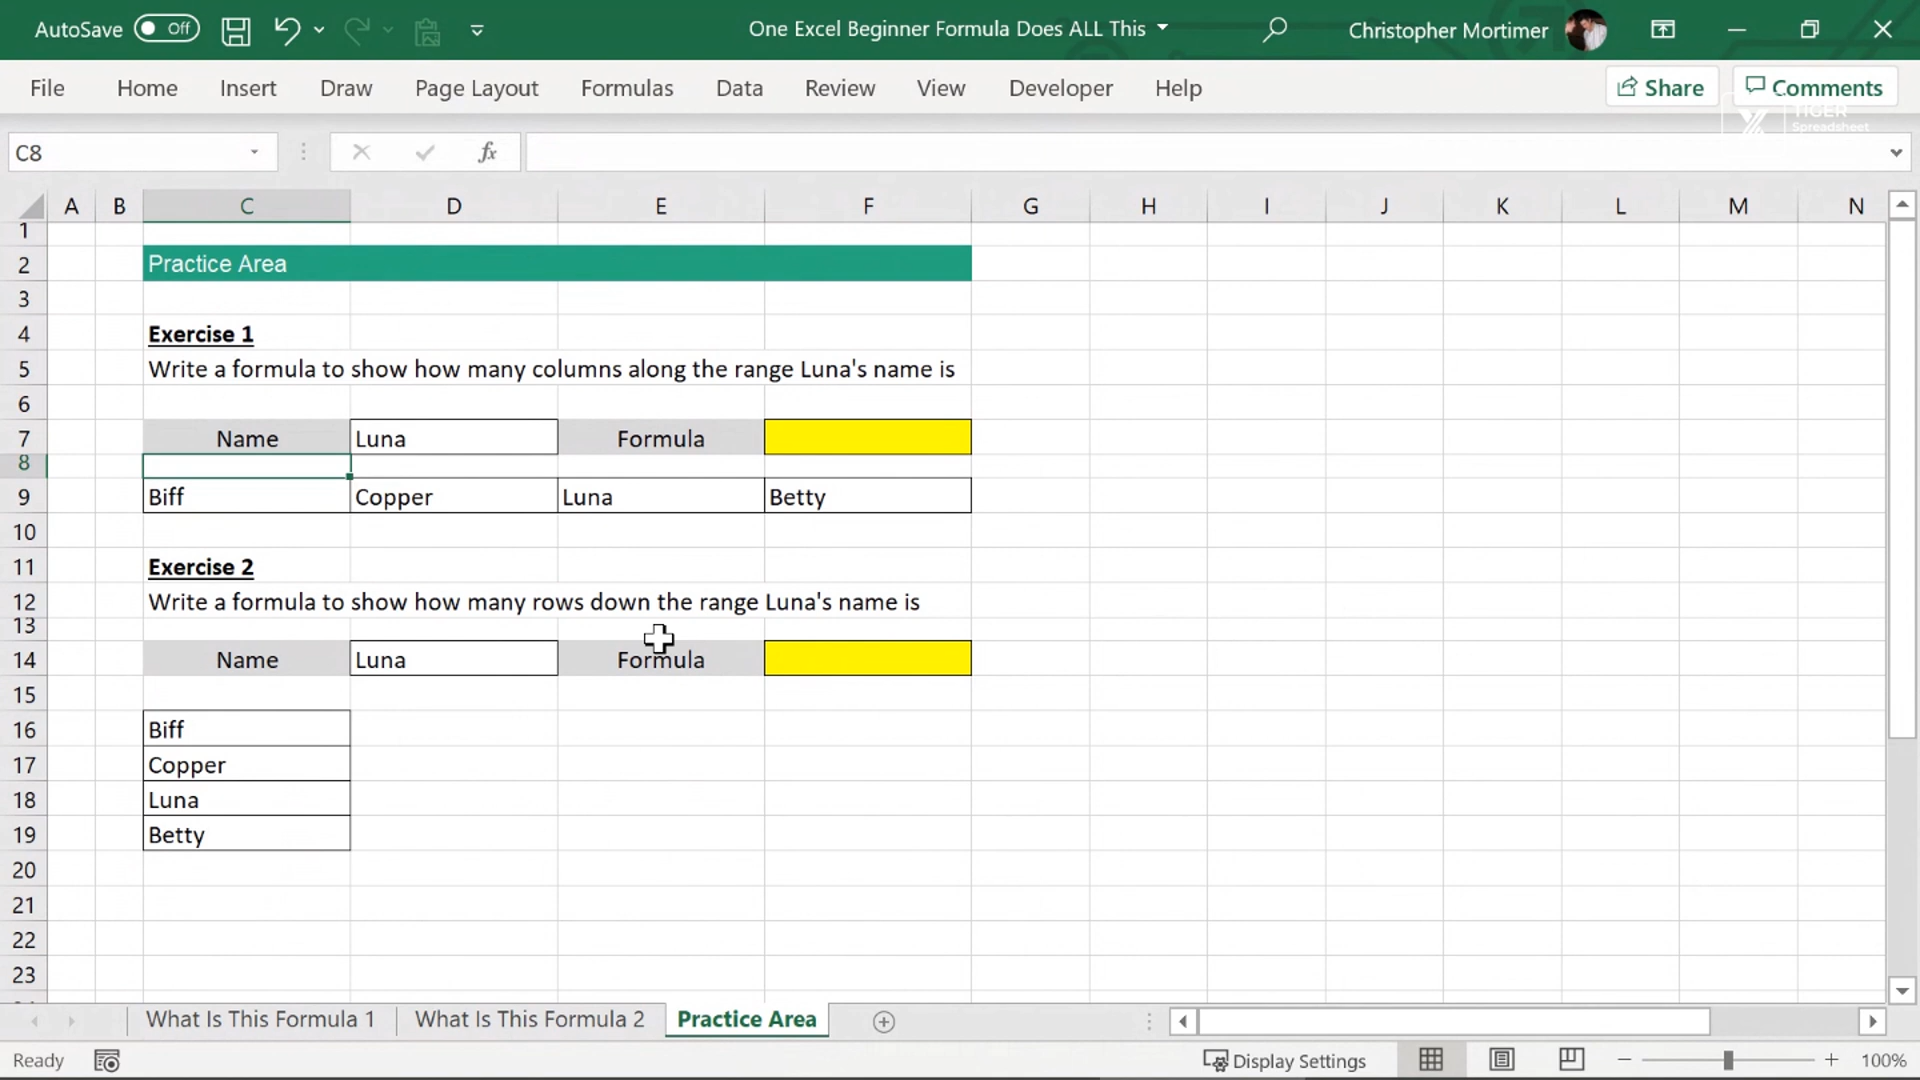 AutoSave Off One Excel Beginner Formula Does ALL This Christopher Mortimer
File Home Insert Draw Page Layout Formulas Data Review View Developer Help Share Comments
TIGER
Spreadsheet
C8 fx
A B C D E F G H I J K L M N
1
2 Practice Area
3
4 Exercise 1
5 Write a formula to show how many columns along the range Luna's name is
6
7 Name Luna Formula
8
9 Biff Copper Luna Betty
10
11 Exercise 2
12 Write a formula to show how many rows down the range Luna's name is
13
14 Name Luna Formula
15
16 Biff
17 Copper
18 Luna
19 Betty
20
21
22
23
What Is This Formula 1 What Is This Formula 2 Practice Area
Ready Display Settings 100%